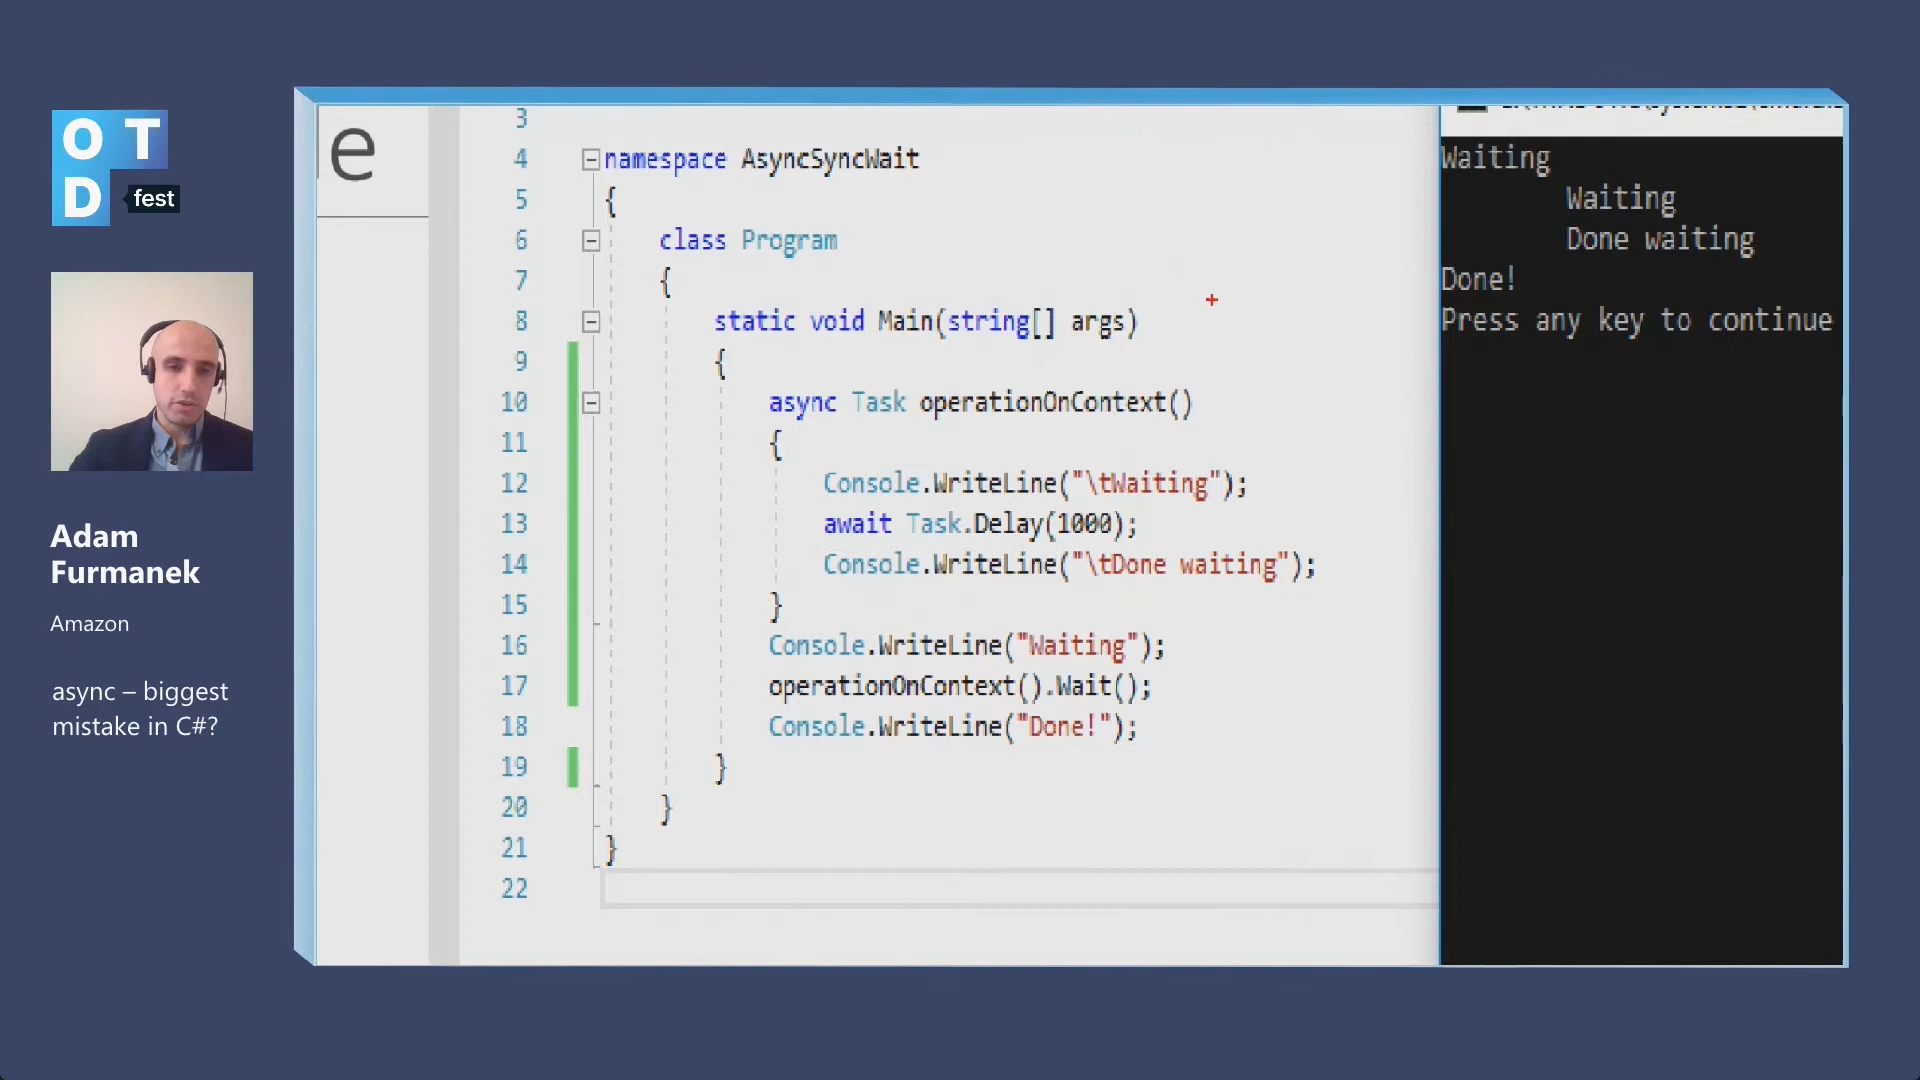 O T
D fest
Adam
Furmanek
Amazon
async – biggest
mistake in C#?
e
3
4 namespace AsyncSyncWait
5 {
6 class Program
7 {
8 static void Main(string[] args)
9 {
10 async Task operationOnContext()
11 {
12 Console.WriteLine("\tWaiting");
13 await Task.Delay(1000);
14 Console.WriteLine("\tDone waiting");
15 }
16 Console.WriteLine("Waiting");
17 operationOnContext().Wait();
18 Console.WriteLine("Done!");
19 }
20 }
21 }
22
Waiting
Waiting
Done waiting
Done!
Press any key to continue